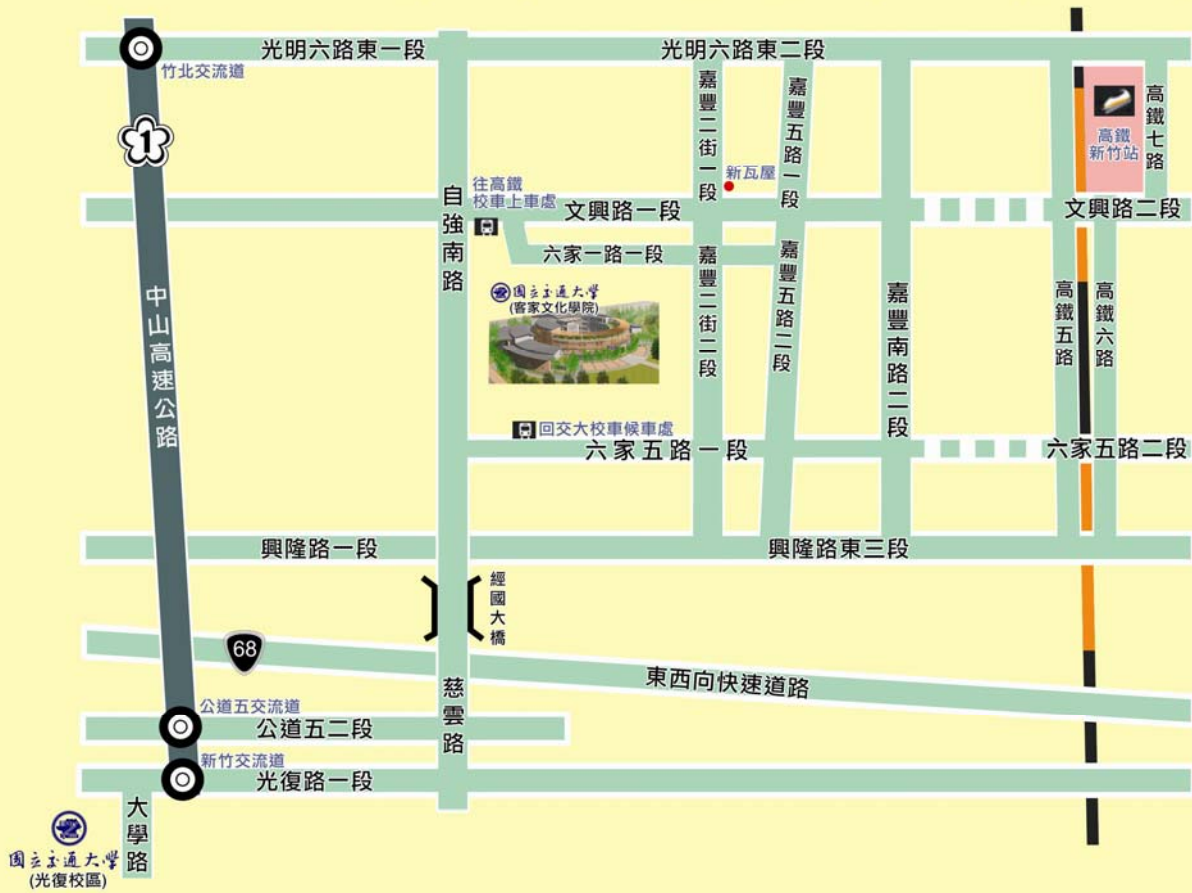 光明六路東一段
光明六路東二段
竹北交流道
1
嘉豐二街一段
嘉豐五路一段
高鐵七路
高鐵
新竹站
新瓦屋
往高鐵
校車上車處
自強南路
文興路一段
文興路二段
六家一路一段
嘉豐二街二段
嘉豐五路二段
嘉豐南路二段
高鐵五路
高鐵六路
國立交通大學
(客家文化學院)
中山高速公路
回交大校車候車處
六家五路一段
六家五路二段
興隆路一段
興隆路東三段
經國大橋
68
東西向快速道路
慈雲路
公道五交流道
公道五二段
新竹交流道
光復路一段
大學路
國立交通大學
(光復校區)